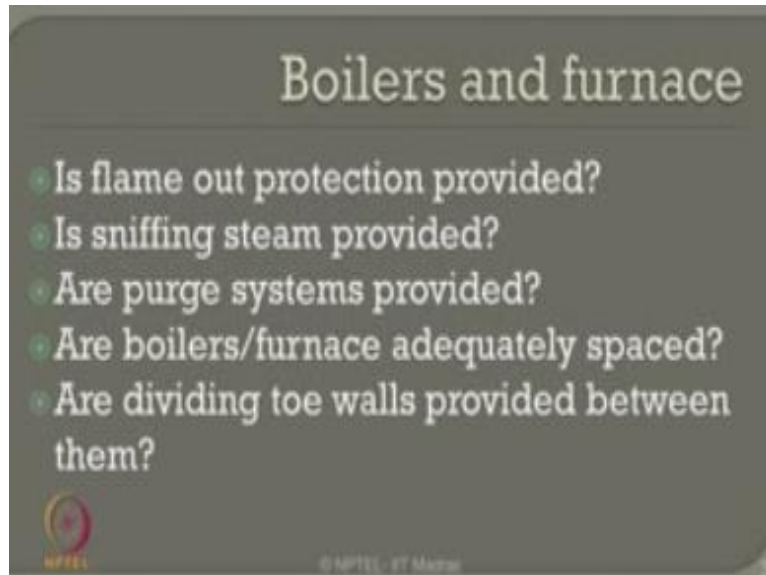 Boilers and furnace
Is flame out protection provided?
Is sniffing steam provided?
Are purge systems provided?
Are boilers/furnace adequately spaced?
Are dividing toe walls provided between
them?
NPTEL
© NPTEL - IIT Madras